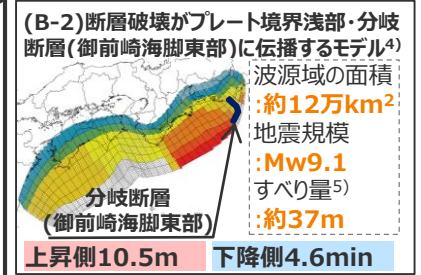 (B-2)断層破壊がプレート境界浅部・分岐
断層(御前崎海脚東部)に伝播するモデル4)
波源域の面積
:約12万km2
地震規模
:Mw9.1
すべり量5)
:約37m
分岐断層
(御前崎海脚東部)
上昇側10.5m 下降側4.6min